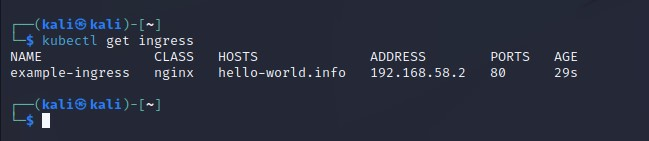 ┌──(kali㉿kali)-[~]
└─$ kubectl get ingress
NAME              CLASS   HOSTS              ADDRESS        PORTS   AGE
example-ingress   nginx   hello-world.info   192.168.58.2   80      29s
┌──(kali㉿kali)-[~]
└─$